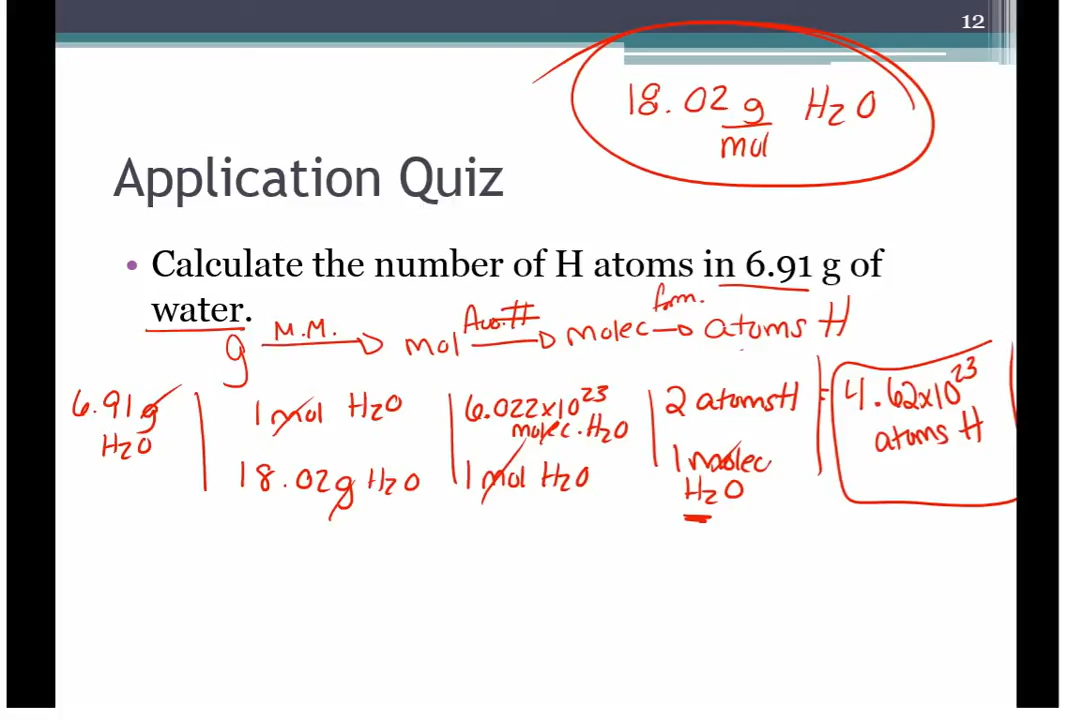 12
18.02 g/mol H2O
Application Quiz
• Calculate the number of H atoms in 6.91 g of
water.
g M.M. → mol Avo.# → molec form. → atoms H
6.91 g H2O | 1 mol H2O | 6.022x10^23 molec. H2O | 2 atoms H | = 4.62x10^23 atoms H
18.02 g H2O | 1 mol H2O | 1 molec H2O